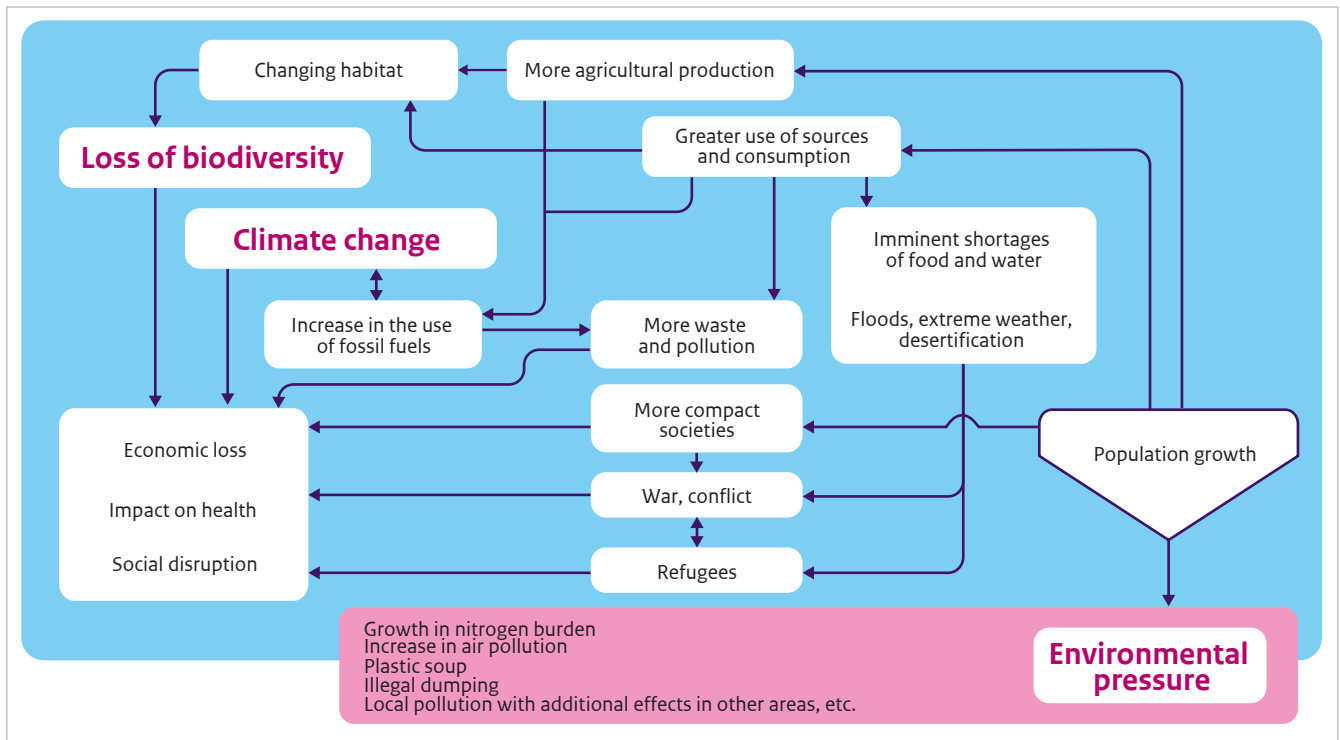 Changing habitat
More agricultural production
Greater use of sources
and consumption
Loss of biodiversity
Climate change
Imminent shortages
of food and water
Floods, extreme weather,
desertification
Increase in the use
of fossil fuels
More waste
and pollution
More compact
societies
Economic loss
Impact on health
Social disruption
War, conflict
Refugees
Population growth
Growth in nitrogen burden
Increase in air pollution
Plastic soup
Illegal dumping
Local pollution with additional effects in other areas, etc.
Environmental
pressure